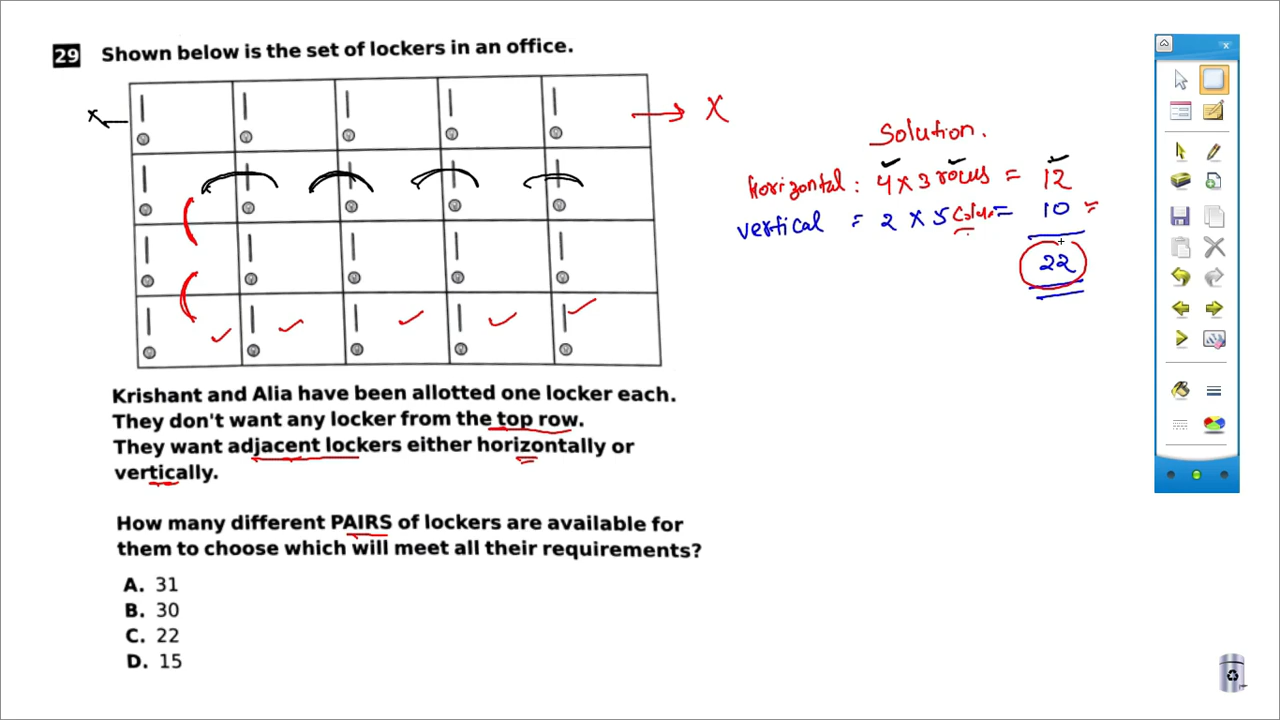 29 Shown below is the set of lockers in an office.
x
X
Solution.
Horizontal: 4 x 3 rows = 12
vertical = 2 x 5 = 10 =
22
Krishant and Alia have been allotted one locker each.
They don't want any locker from the top row.
They want adjacent lockers either horizontally or
vertically.
How many different PAIRS of lockers are available for
them to choose which will meet all their requirements?
A. 31
B. 30
C. 22
D. 15